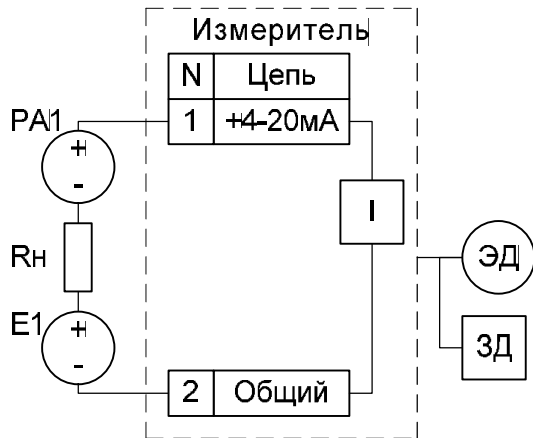 Измеритель
N Цепь
PA1 1 +4-20мА
+
-
I
Rн
ЭД
E1
+
-
ЗД
2 Общий